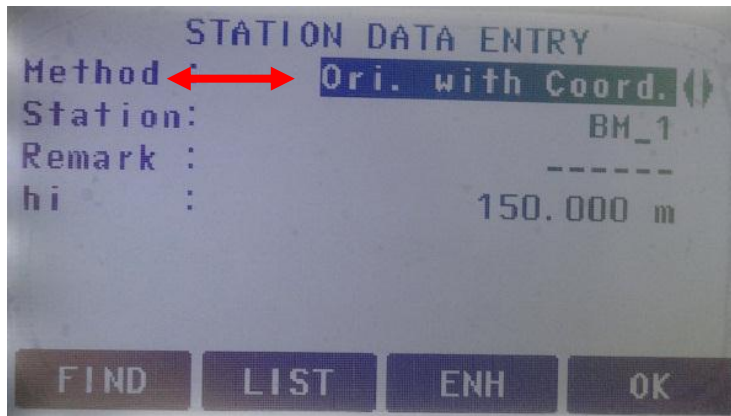 STATION DATA ENTRY
Method : Ori. with Coord.
Station: BM_1
Remark : ------
hi : 150.000 m
FIND LIST ENH OK